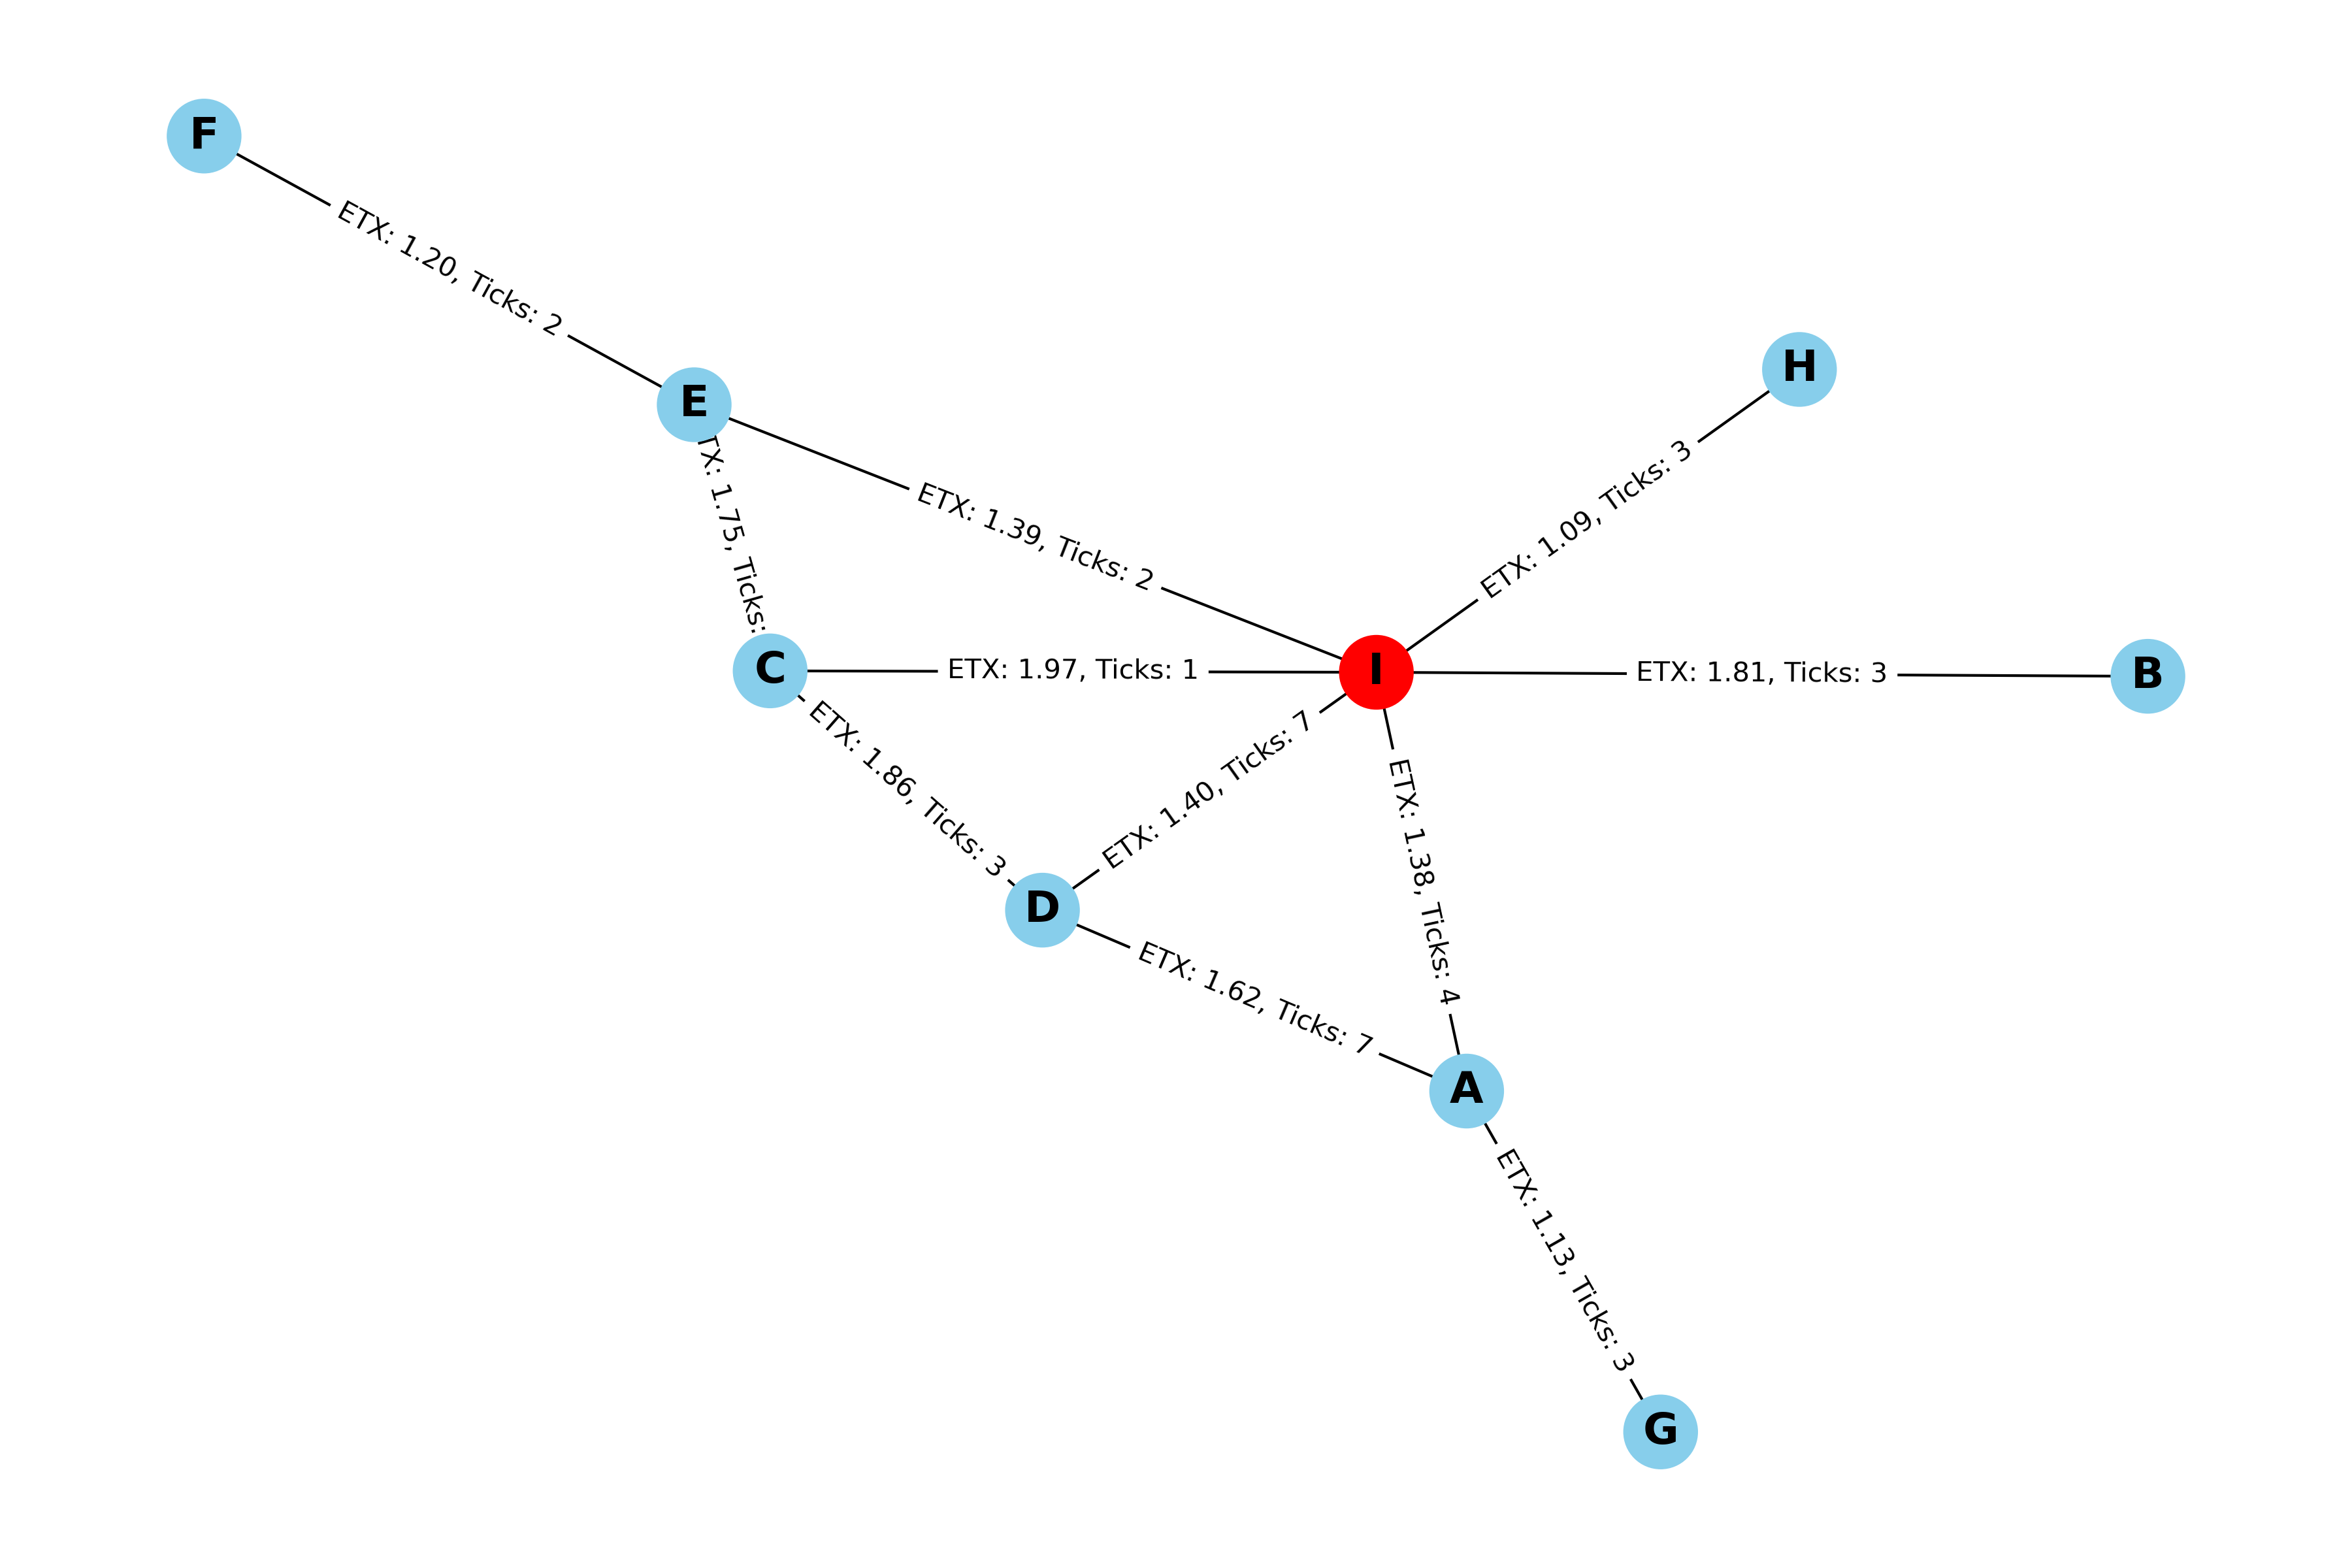 F
ETX: 1.20, Ticks: 2
H
E
ETX: 1.39, Ticks: 2
ETX: 1.09, Ticks: 3
TX: 1.75, Ticks:
C
ETX: 1.97, Ticks: 1
I
ETX: 1.81, Ticks: 3
B
ETX: 1.86, Ticks: 3
ETX: 1.40, Ticks: 7
ETX: 1.38, Ticks: 4
D
ETX: 1.62, Ticks: 7
A
ETX: 1.13, Ticks: 3
G